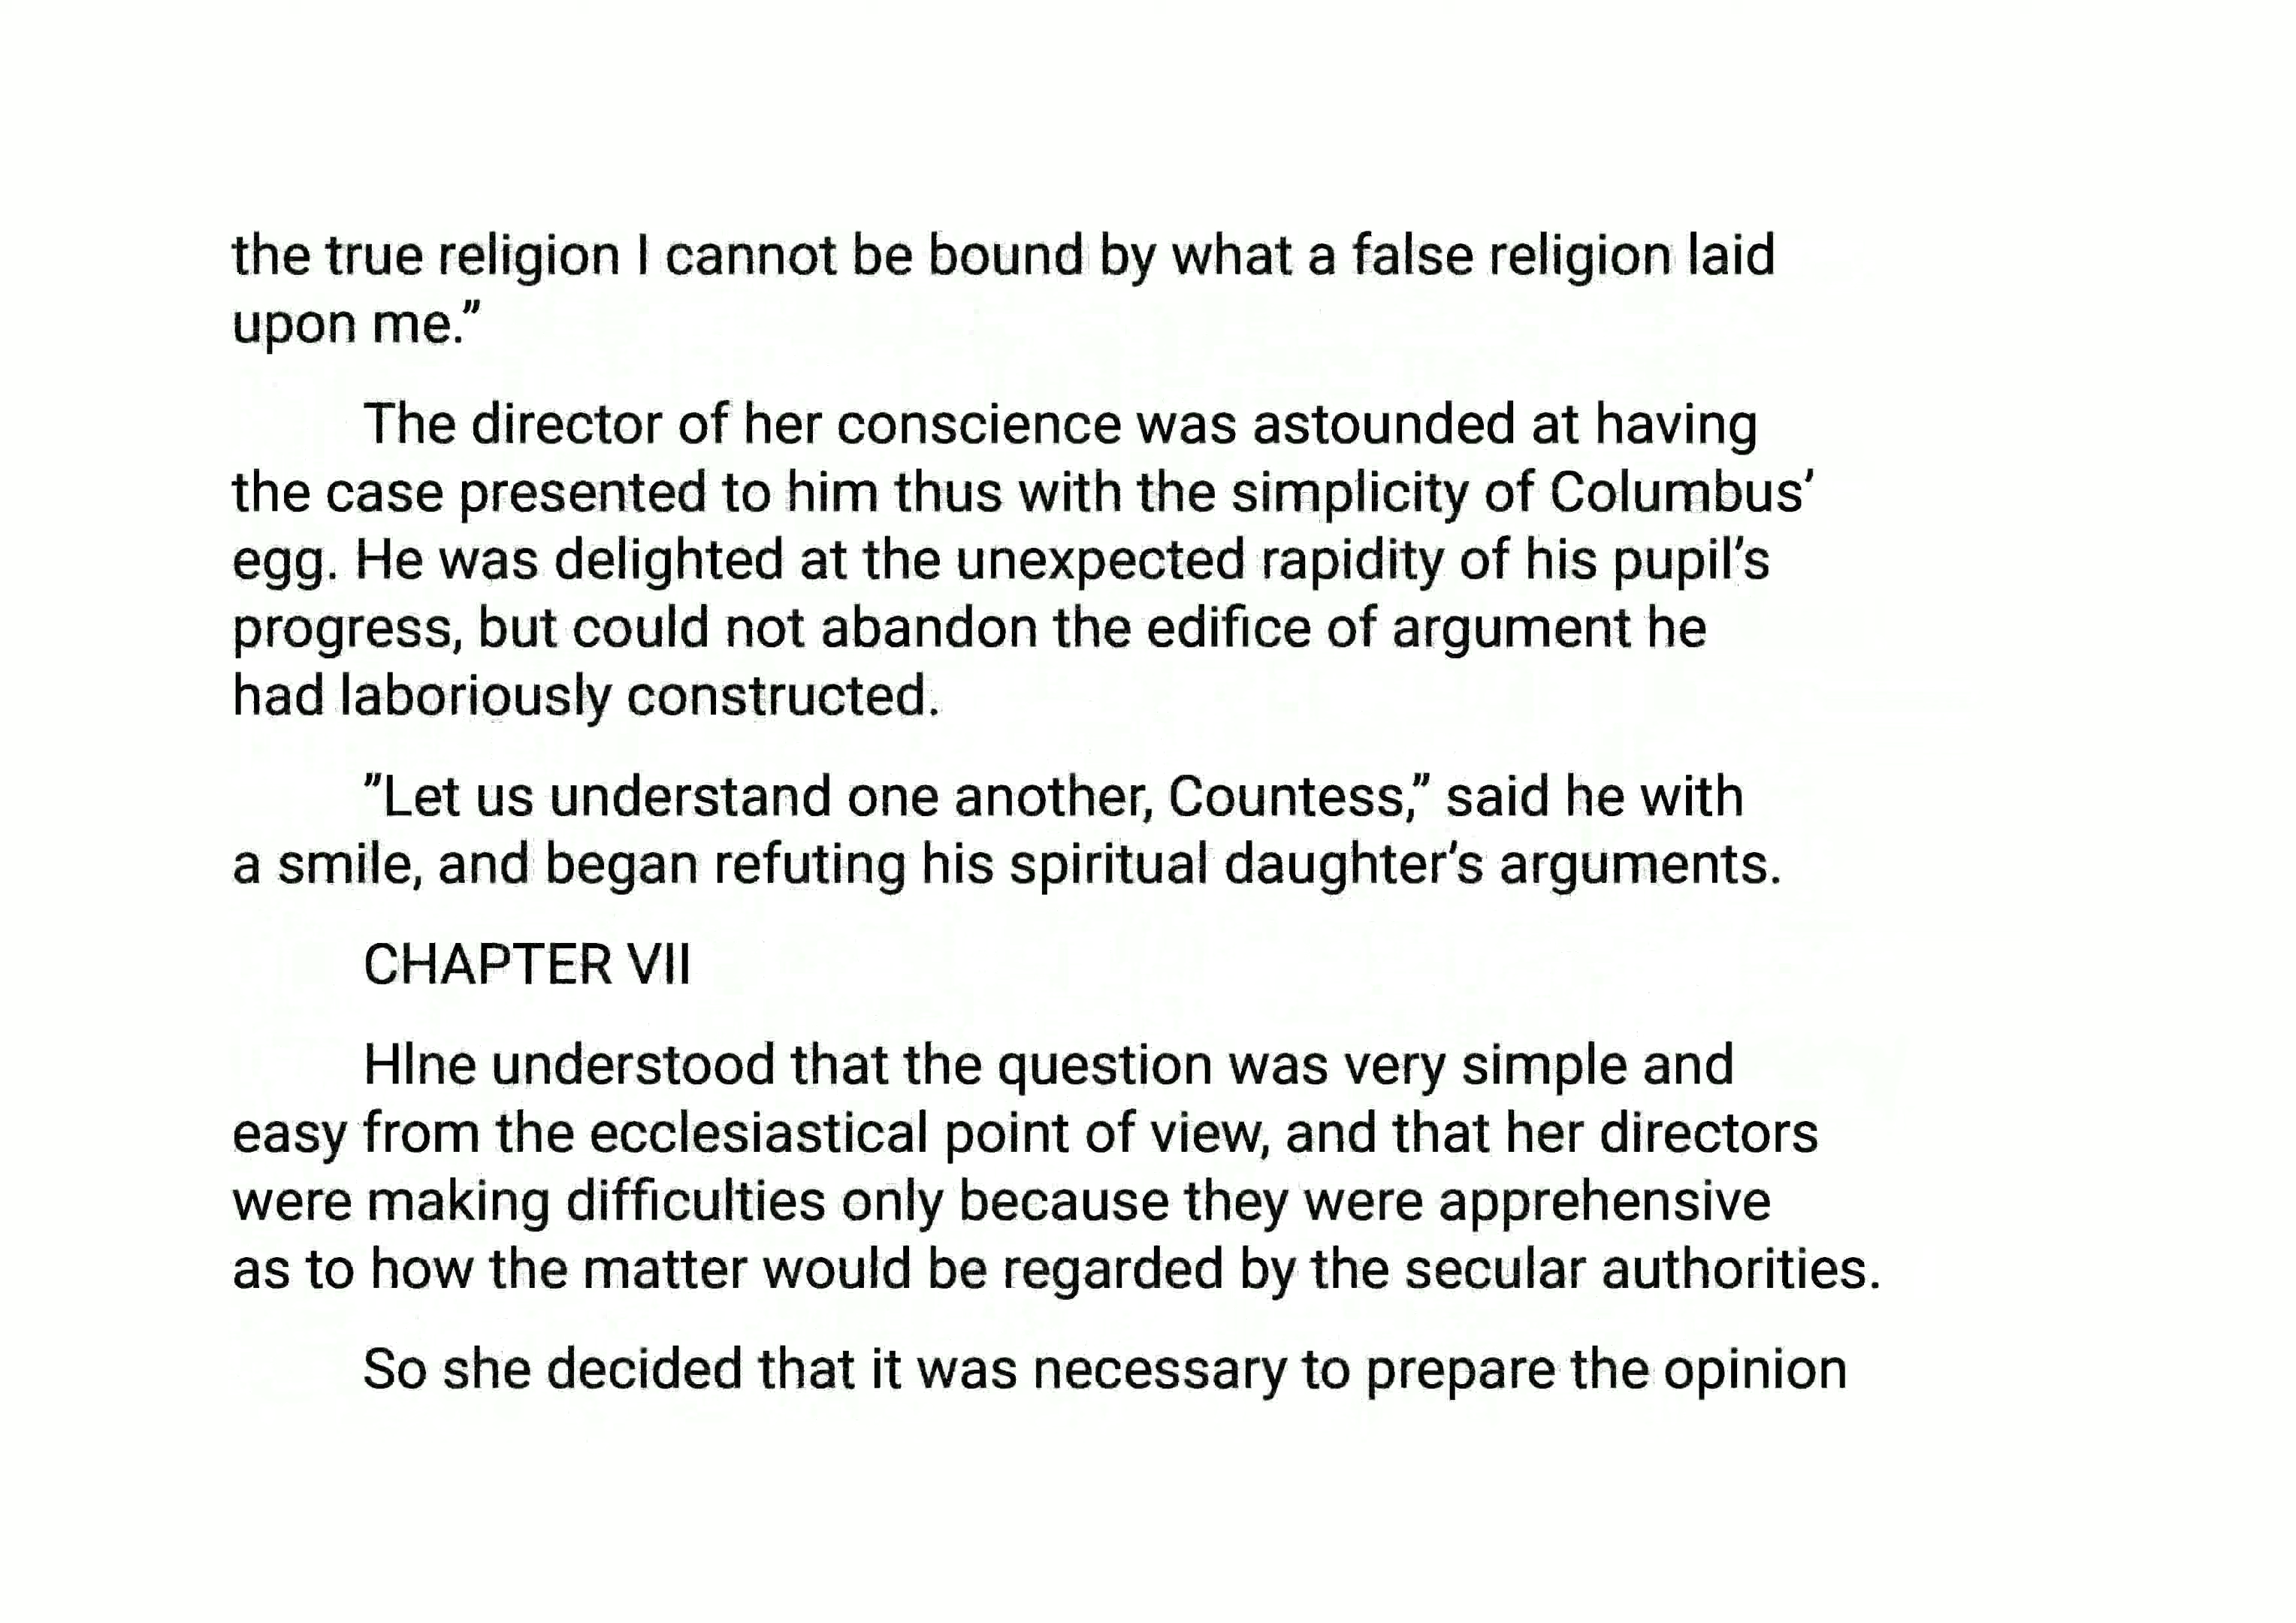 the true religion I cannot be bound by what a false religion laid
upon me.”
The director of her conscience was astounded at having
the case presented to him thus with the simplicity of Columbus’
egg. He was delighted at the unexpected rapidity of his pupil’s
progress, but could not abandon the edifice of argument he
had laboriously constructed.
”Let us understand one another, Countess,” said he with
a smile, and began refuting his spiritual daughter’s arguments.
CHAPTER VII
Hlne understood that the question was very simple and
easy from the ecclesiastical point of view, and that her directors
were making difficulties only because they were apprehensive
as to how the matter would be regarded by the secular authorities.
So she decided that it was necessary to prepare the opinion